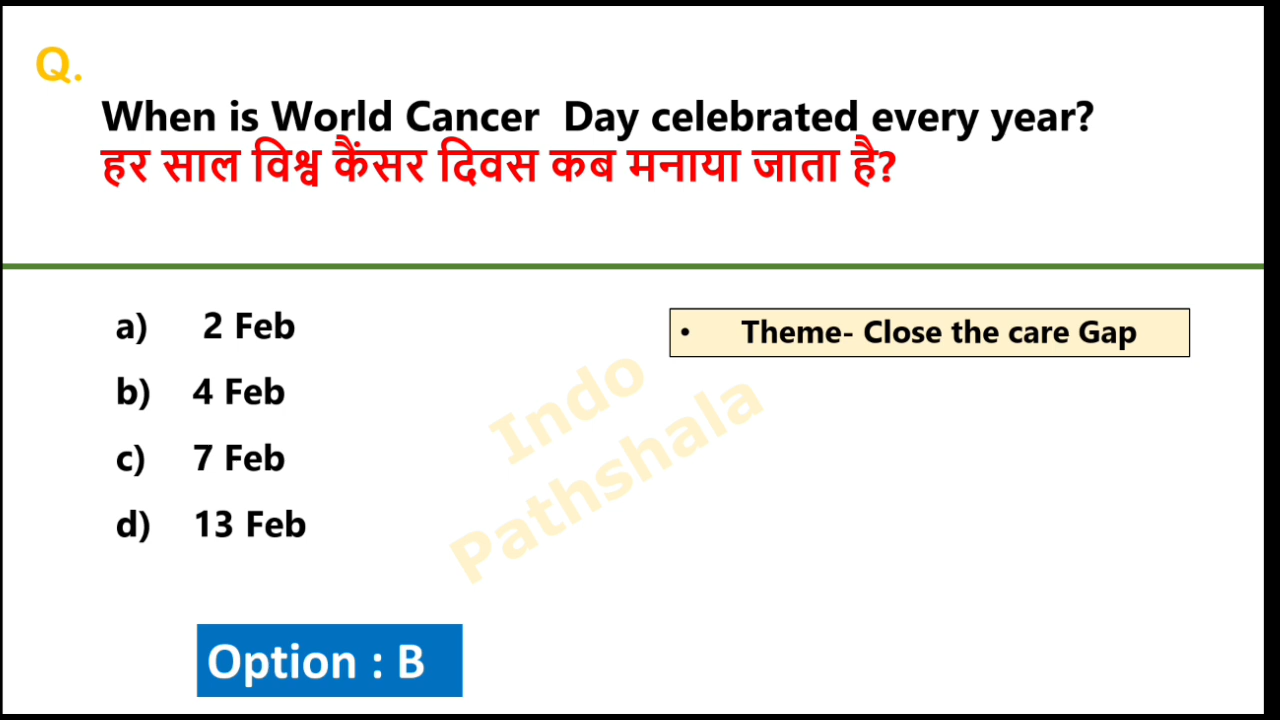 Q.
When is World Cancer Day celebrated every year?
हर साल विश्व कैंसर दिवस कब मनाया जाता है?
a) 2 Feb
• Theme- Close the care Gap
b) 4 Feb
c) 7 Feb
d) 13 Feb
Indo
Pathshala
Option : B